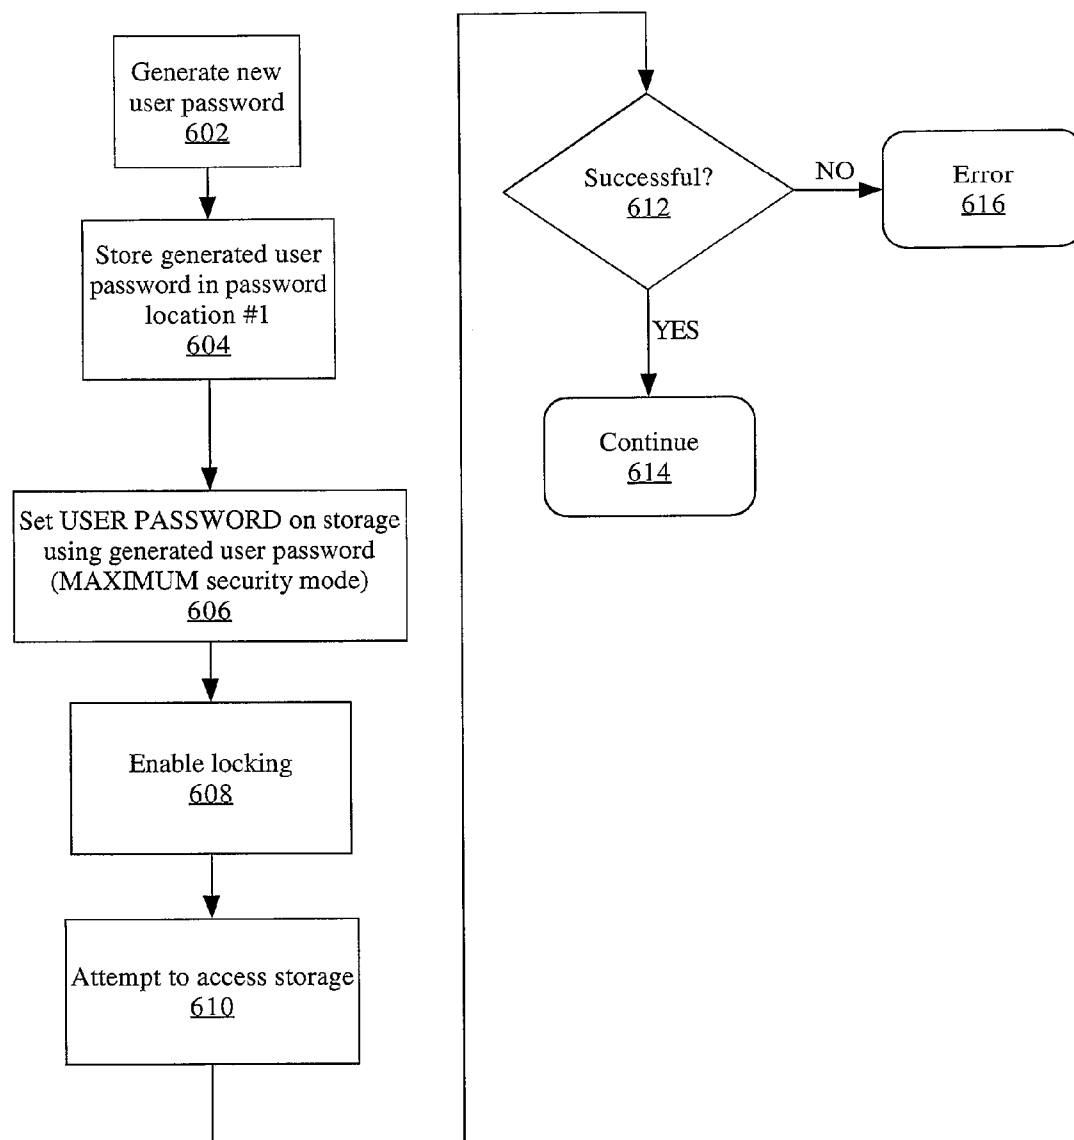 Generate new
user password
602
Store generated user
password in password
location #1
604
Set USER PASSWORD on storage
using generated user password
(MAXIMUM security mode)
606
Enable locking
608
Attempt to access storage
610
Successful?
612
NO
Error
616
YES
Continue
614